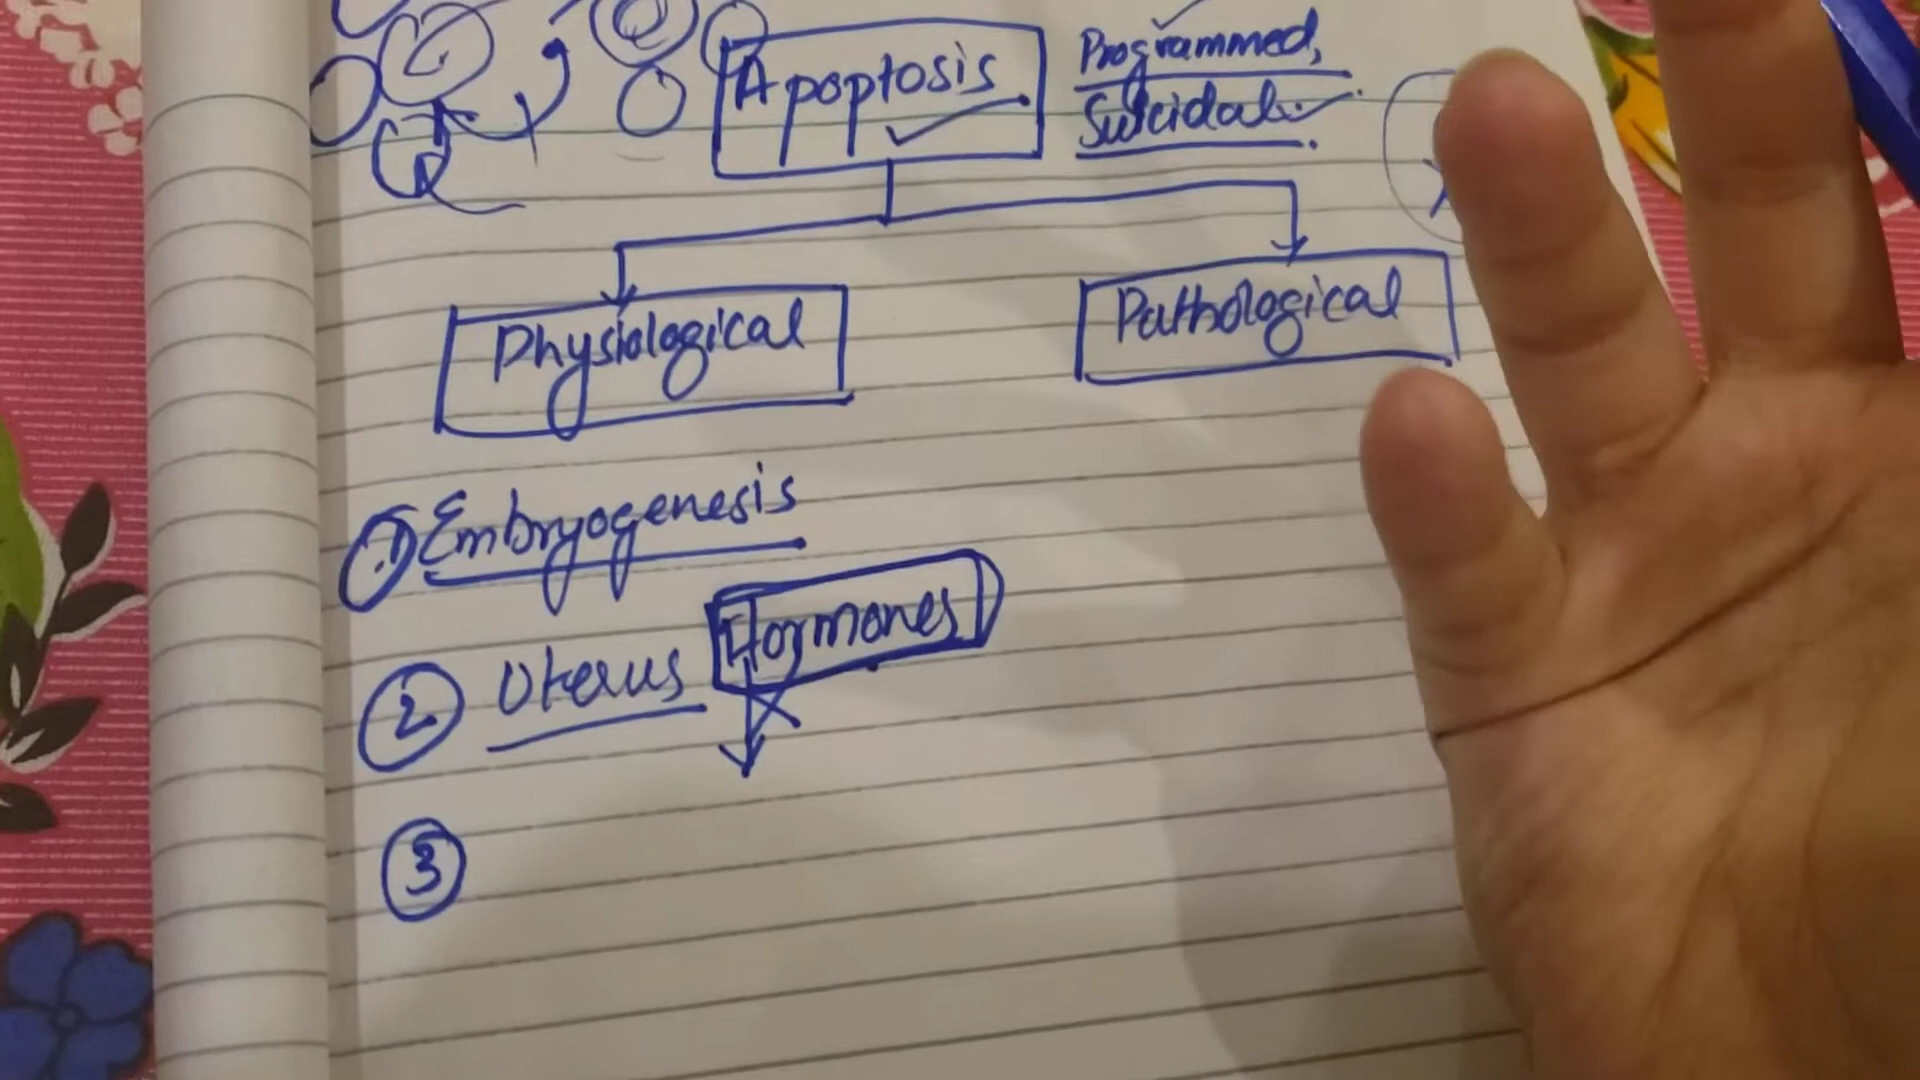 Apoptosis
Programmed,
Suicidal.
Physiological
Pathological
1 Embryogenesis
2 Uterus Hormones
3